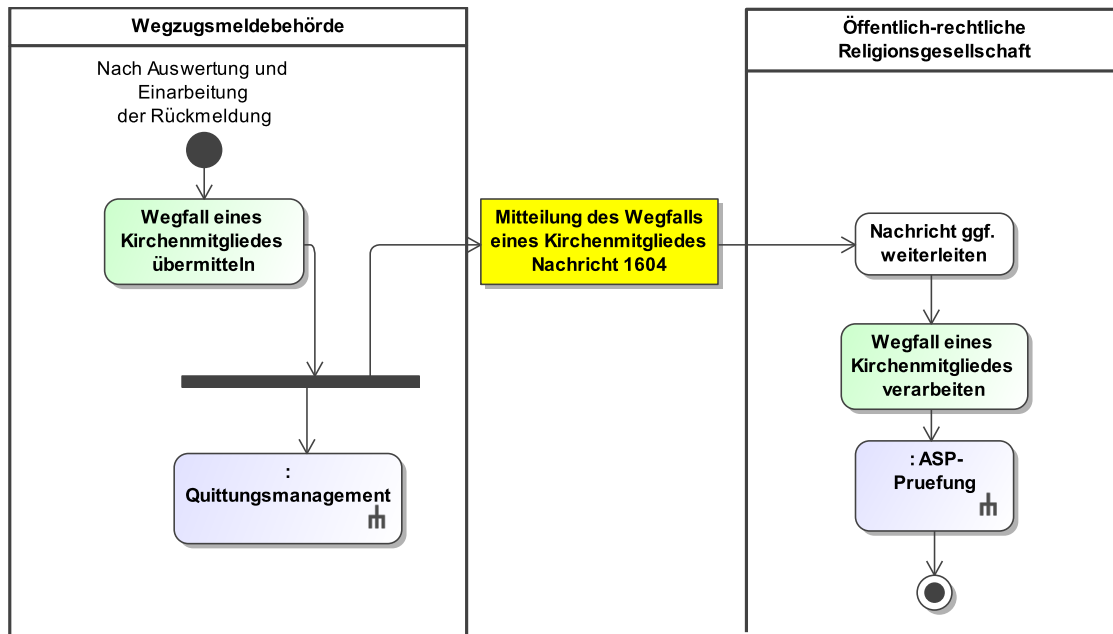 Wegzugsmeldebehörde
Nach Auswertung und
Einarbeitung
der Rückmeldung
Wegfall eines
Kirchenmitgliedes
übermitteln
:
Quittungsmanagement
Mitteilung des Wegfalls
eines Kirchenmitgliedes
Nachricht 1604
Öffentlich-rechtliche
Religionsgesellschaft
Nachricht ggf.
weiterleiten
Wegfall eines
Kirchenmitgliedes
verarbeiten
: ASP-
Pruefung